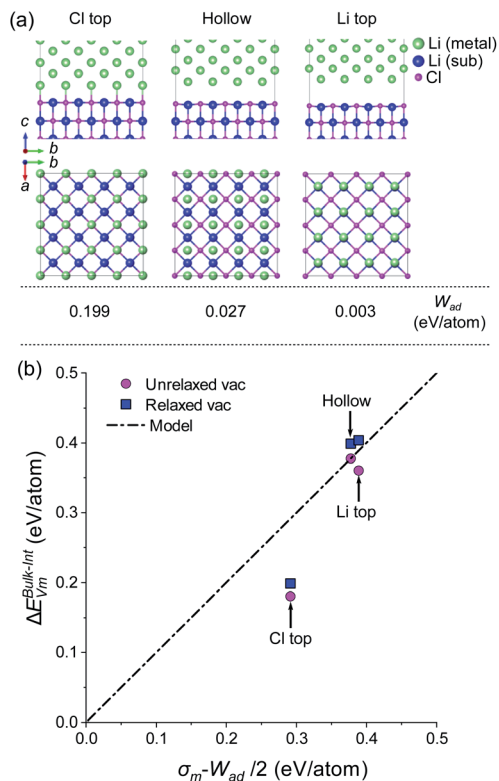 (a)
Cl top Hollow Li top
Li (metal)
Li (sub)
Cl
c
b
b
a
0.199 0.027 0.003 W_ad (eV/atom)
(b)
Unrelaxed vac
Relaxed vac
Model
Hollow
Li top
Cl top
0.5
0.4
0.3
0.2
0.1
0.0
ΔE_Vm^Bulk-Int (eV/atom)
0.0 0.1 0.2 0.3 0.4 0.5
σ_m-W_ad /2 (eV/atom)